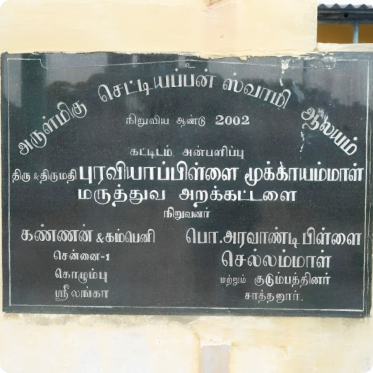 அருள்மிகு செட்டியப்பன் ஸ்வாமி ஆலயம்
நிறுவிய ஆண்டு 2002
கட்டிடம் அன்பளிப்பு
திரு & திருமதி புரவியாப்பிள்ளை மூக்காயம்மாள்
மருத்துவ அறக்கட்டளை
நிறுவனர்
கண்ணன் & கம்பெனி
சென்னை-1
கொழும்பு
ஸ்ரீலங்கா
பொ. அரவாண்டி பிள்ளை
செல்லம்மாள்
மற்றும் குடும்பத்தினர்
சாத்தனூர்.